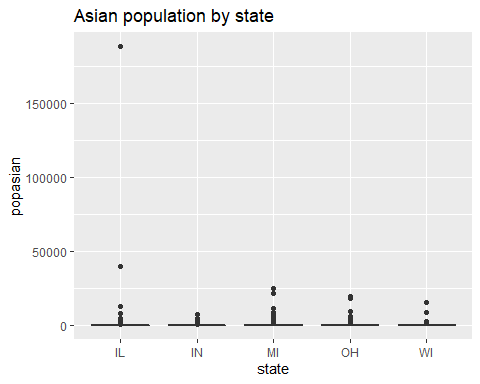 Asian population by state
popasian
150000
100000
50000
0
IL IN MI OH WI
state